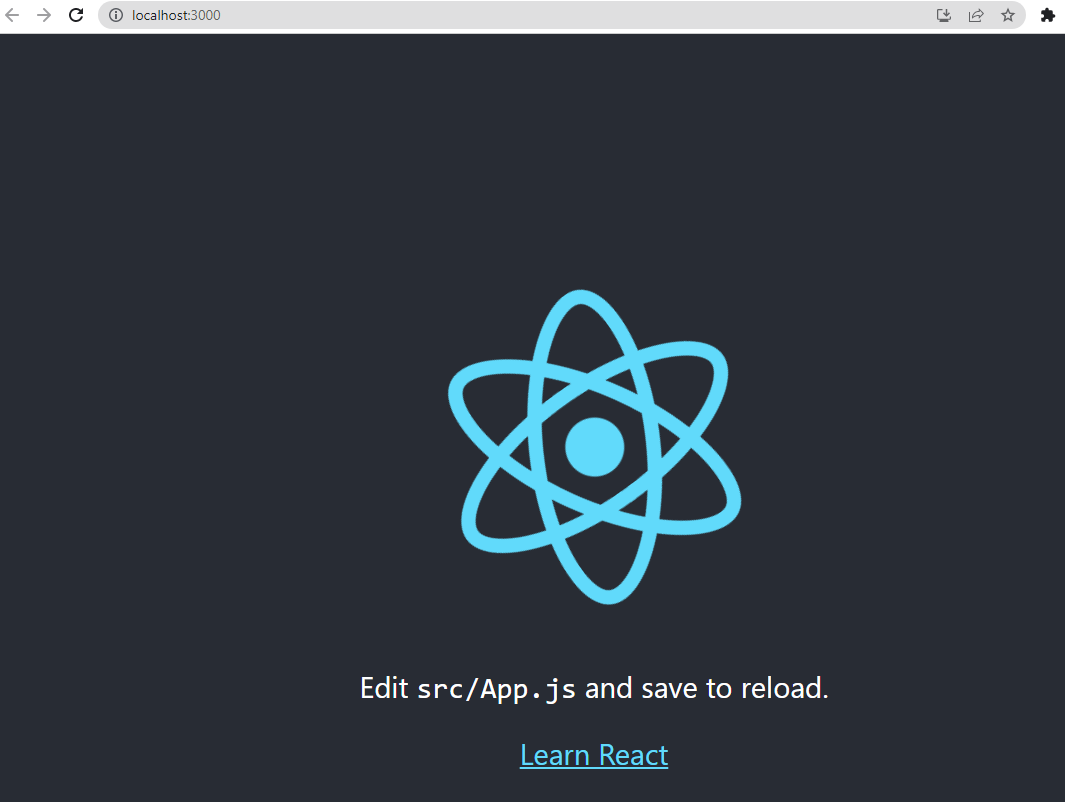 localhost:3000
Edit src/App.js and save to reload.
Learn React